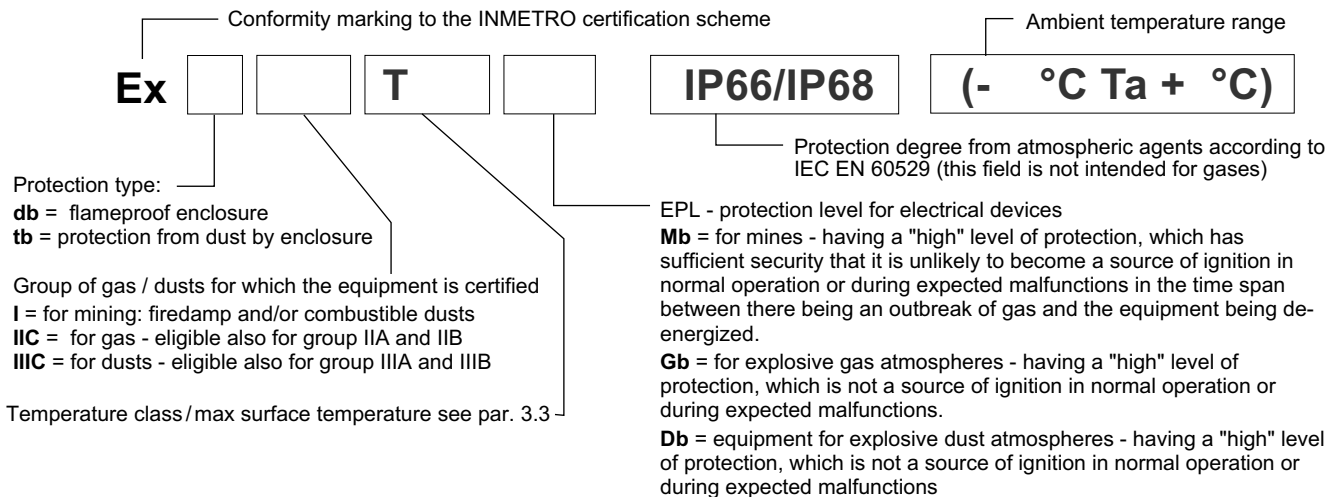 Conformity marking to the INMETRO certification scheme
Ambient temperature range
Ex T IP66/IP68 (- °C Ta + °C)
Protection degree from atmospheric agents according to
IEC EN 60529 (this field is not intended for gases)
Protection type:
db = flameproof enclosure
tb = protection from dust by enclosure
Group of gas / dusts for which the equipment is certified
I = for mining: firedamp and/or combustible dusts
IIC = for gas - eligible also for group IIA and IIB
IIIC = for dusts - eligible also for group IIIA and IIIB
Temperature class/max surface temperature see par. 3.3
EPL - protection level for electrical devices
Mb = for mines - having a "high" level of protection, which has
sufficient security that it is unlikely to become a source of ignition in
normal operation or during expected malfunctions in the time span
between there being an outbreak of gas and the equipment being de-
energized.
Gb = for explosive gas atmospheres - having a "high" level of
protection, which is not a source of ignition in normal operation or
during expected malfunctions.
Db = equipment for explosive dust atmospheres - having a "high" level
of protection, which is not a source of ignition in normal operation or
during expected malfunctions